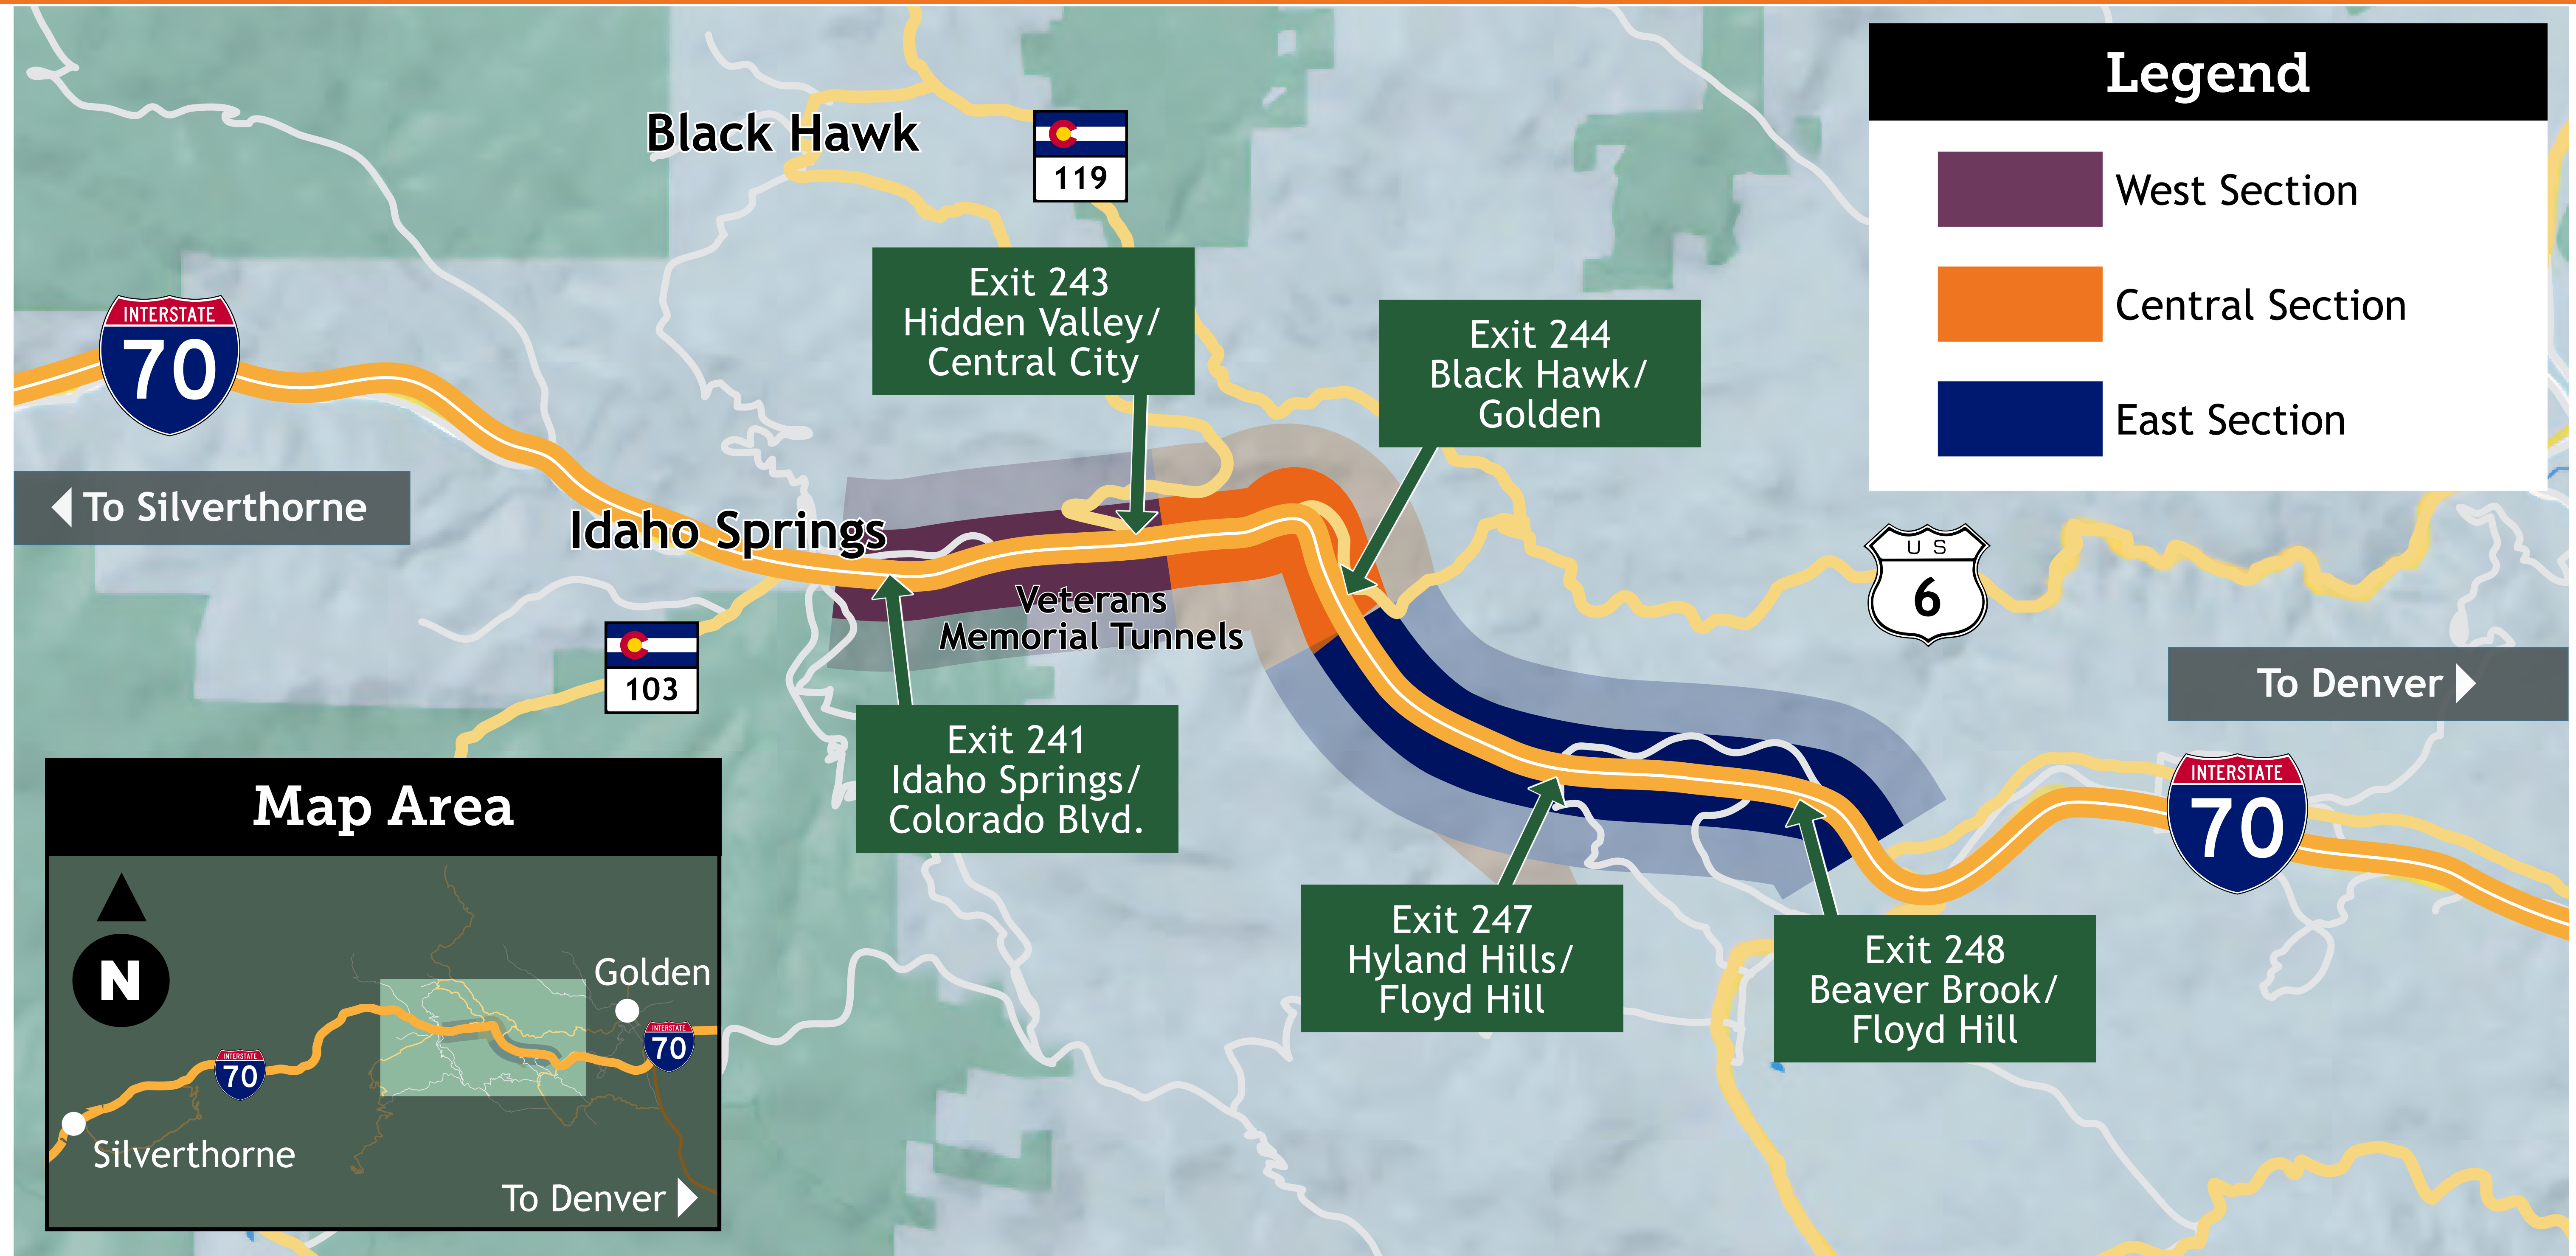 Legend
West Section
Central Section
East Section
Black Hawk
119
Exit 243
Hidden Valley/
Central City
Exit 244
Black Hawk/
Golden
INTERSTATE
70
To Silverthorne
Idaho Springs
Veterans
Memorial Tunnels
103
US
6
To Denver
Exit 241
Idaho Springs/
Colorado Blvd.
INTERSTATE
70
Exit 247
Hyland Hills/
Floyd Hill
Exit 248
Beaver Brook/
Floyd Hill
Map Area
N
Golden
INTERSTATE
70
INTERSTATE
70
Silverthorne
To Denver